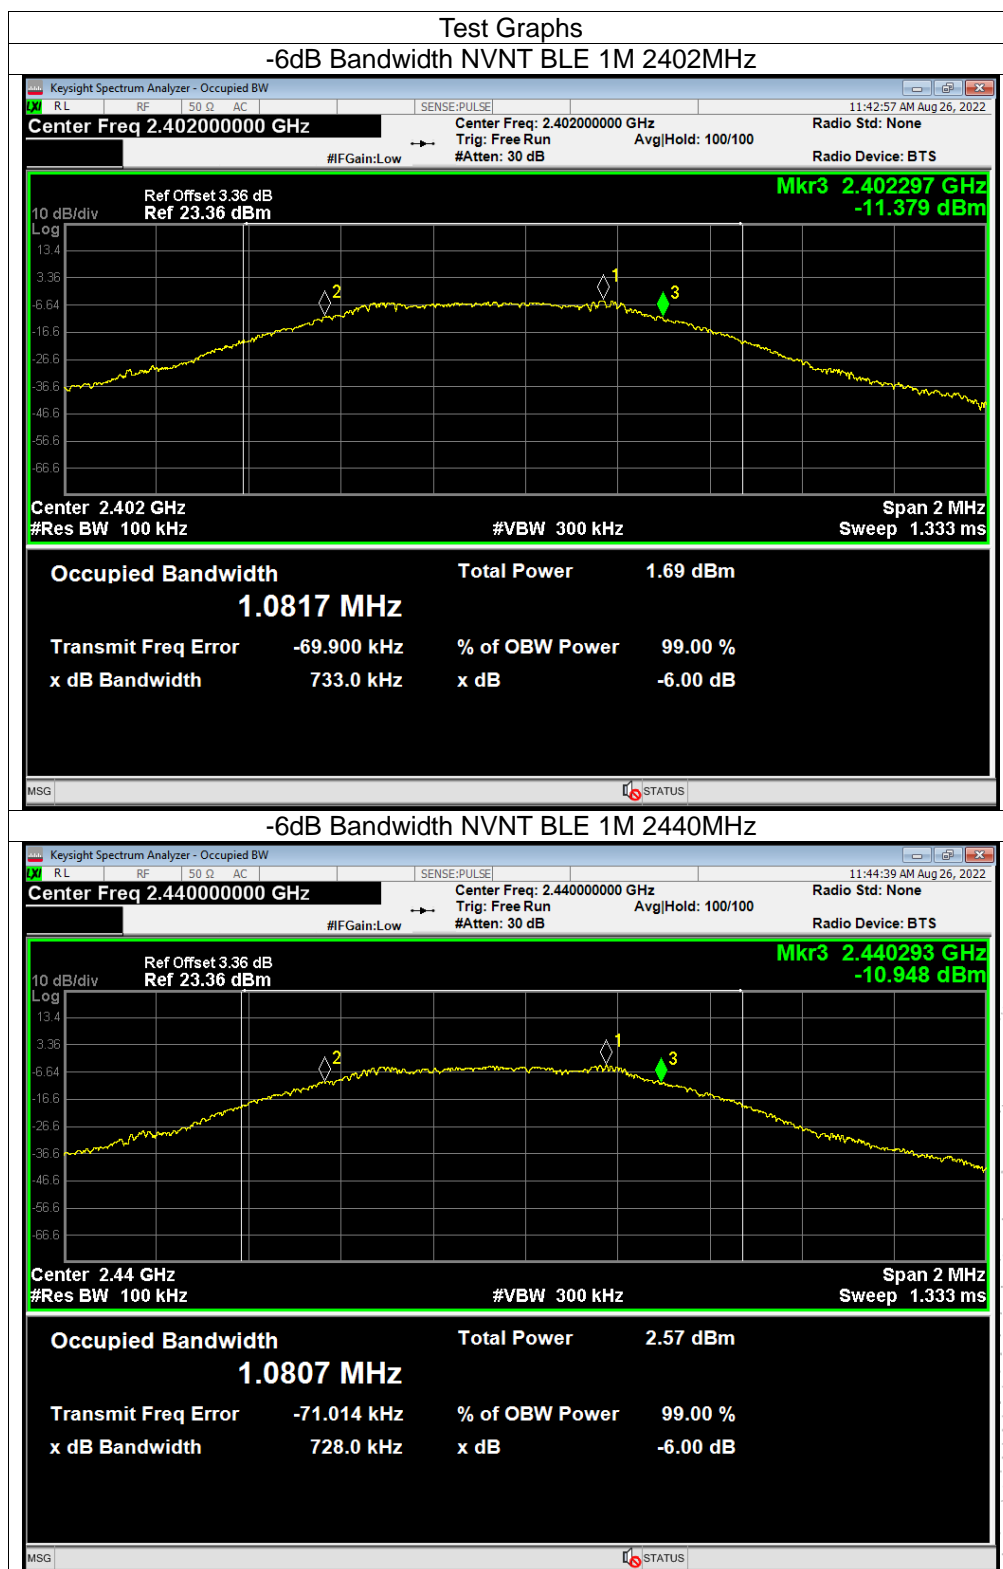 Test Graphs
-6dB Bandwidth NVNT BLE 1M 2402MHz
Keysight Spectrum Analyzer - Occupied BW
LXI RL RF 50 Ω AC SENSE:PULSE 11:42:57 AM Aug 26, 2022
Center Freq 2.402000000 GHz Center Freq: 2.402000000 GHz Radio Std: None
Trig: Free Run Avg|Hold: 100/100
#IFGain:Low #Atten: 30 dB Radio Device: BTS
Mkr3 2.402297 GHz
-11.379 dBm
Ref Offset 3.36 dB
10 dB/div Ref 23.36 dBm
Log
13.4
3.36
-6.64
-16.6
-26.6
-36.6
-46.6
-56.6
-66.6
2
1
3
Center 2.402 GHz Span 2 MHz
#Res BW 100 kHz #VBW 300 kHz Sweep 1.333 ms
Occupied Bandwidth Total Power 1.69 dBm
1.0817 MHz
Transmit Freq Error -69.900 kHz % of OBW Power 99.00 %
x dB Bandwidth 733.0 kHz x dB -6.00 dB
MSG STATUS
-6dB Bandwidth NVNT BLE 1M 2440MHz
Keysight Spectrum Analyzer - Occupied BW
LXI RL RF 50 Ω AC SENSE:PULSE 11:44:39 AM Aug 26, 2022
Center Freq 2.440000000 GHz Center Freq: 2.440000000 GHz Radio Std: None
Trig: Free Run Avg|Hold: 100/100
#IFGain:Low #Atten: 30 dB Radio Device: BTS
Mkr3 2.440293 GHz
-10.948 dBm
Ref Offset 3.36 dB
10 dB/div Ref 23.36 dBm
Log
13.4
3.36
-6.64
-16.6
-26.6
-36.6
-46.6
-56.6
-66.6
2
1
3
Center 2.44 GHz Span 2 MHz
#Res BW 100 kHz #VBW 300 kHz Sweep 1.333 ms
Occupied Bandwidth Total Power 2.57 dBm
1.0807 MHz
Transmit Freq Error -71.014 kHz % of OBW Power 99.00 %
x dB Bandwidth 728.0 kHz x dB -6.00 dB
MSG STATUS